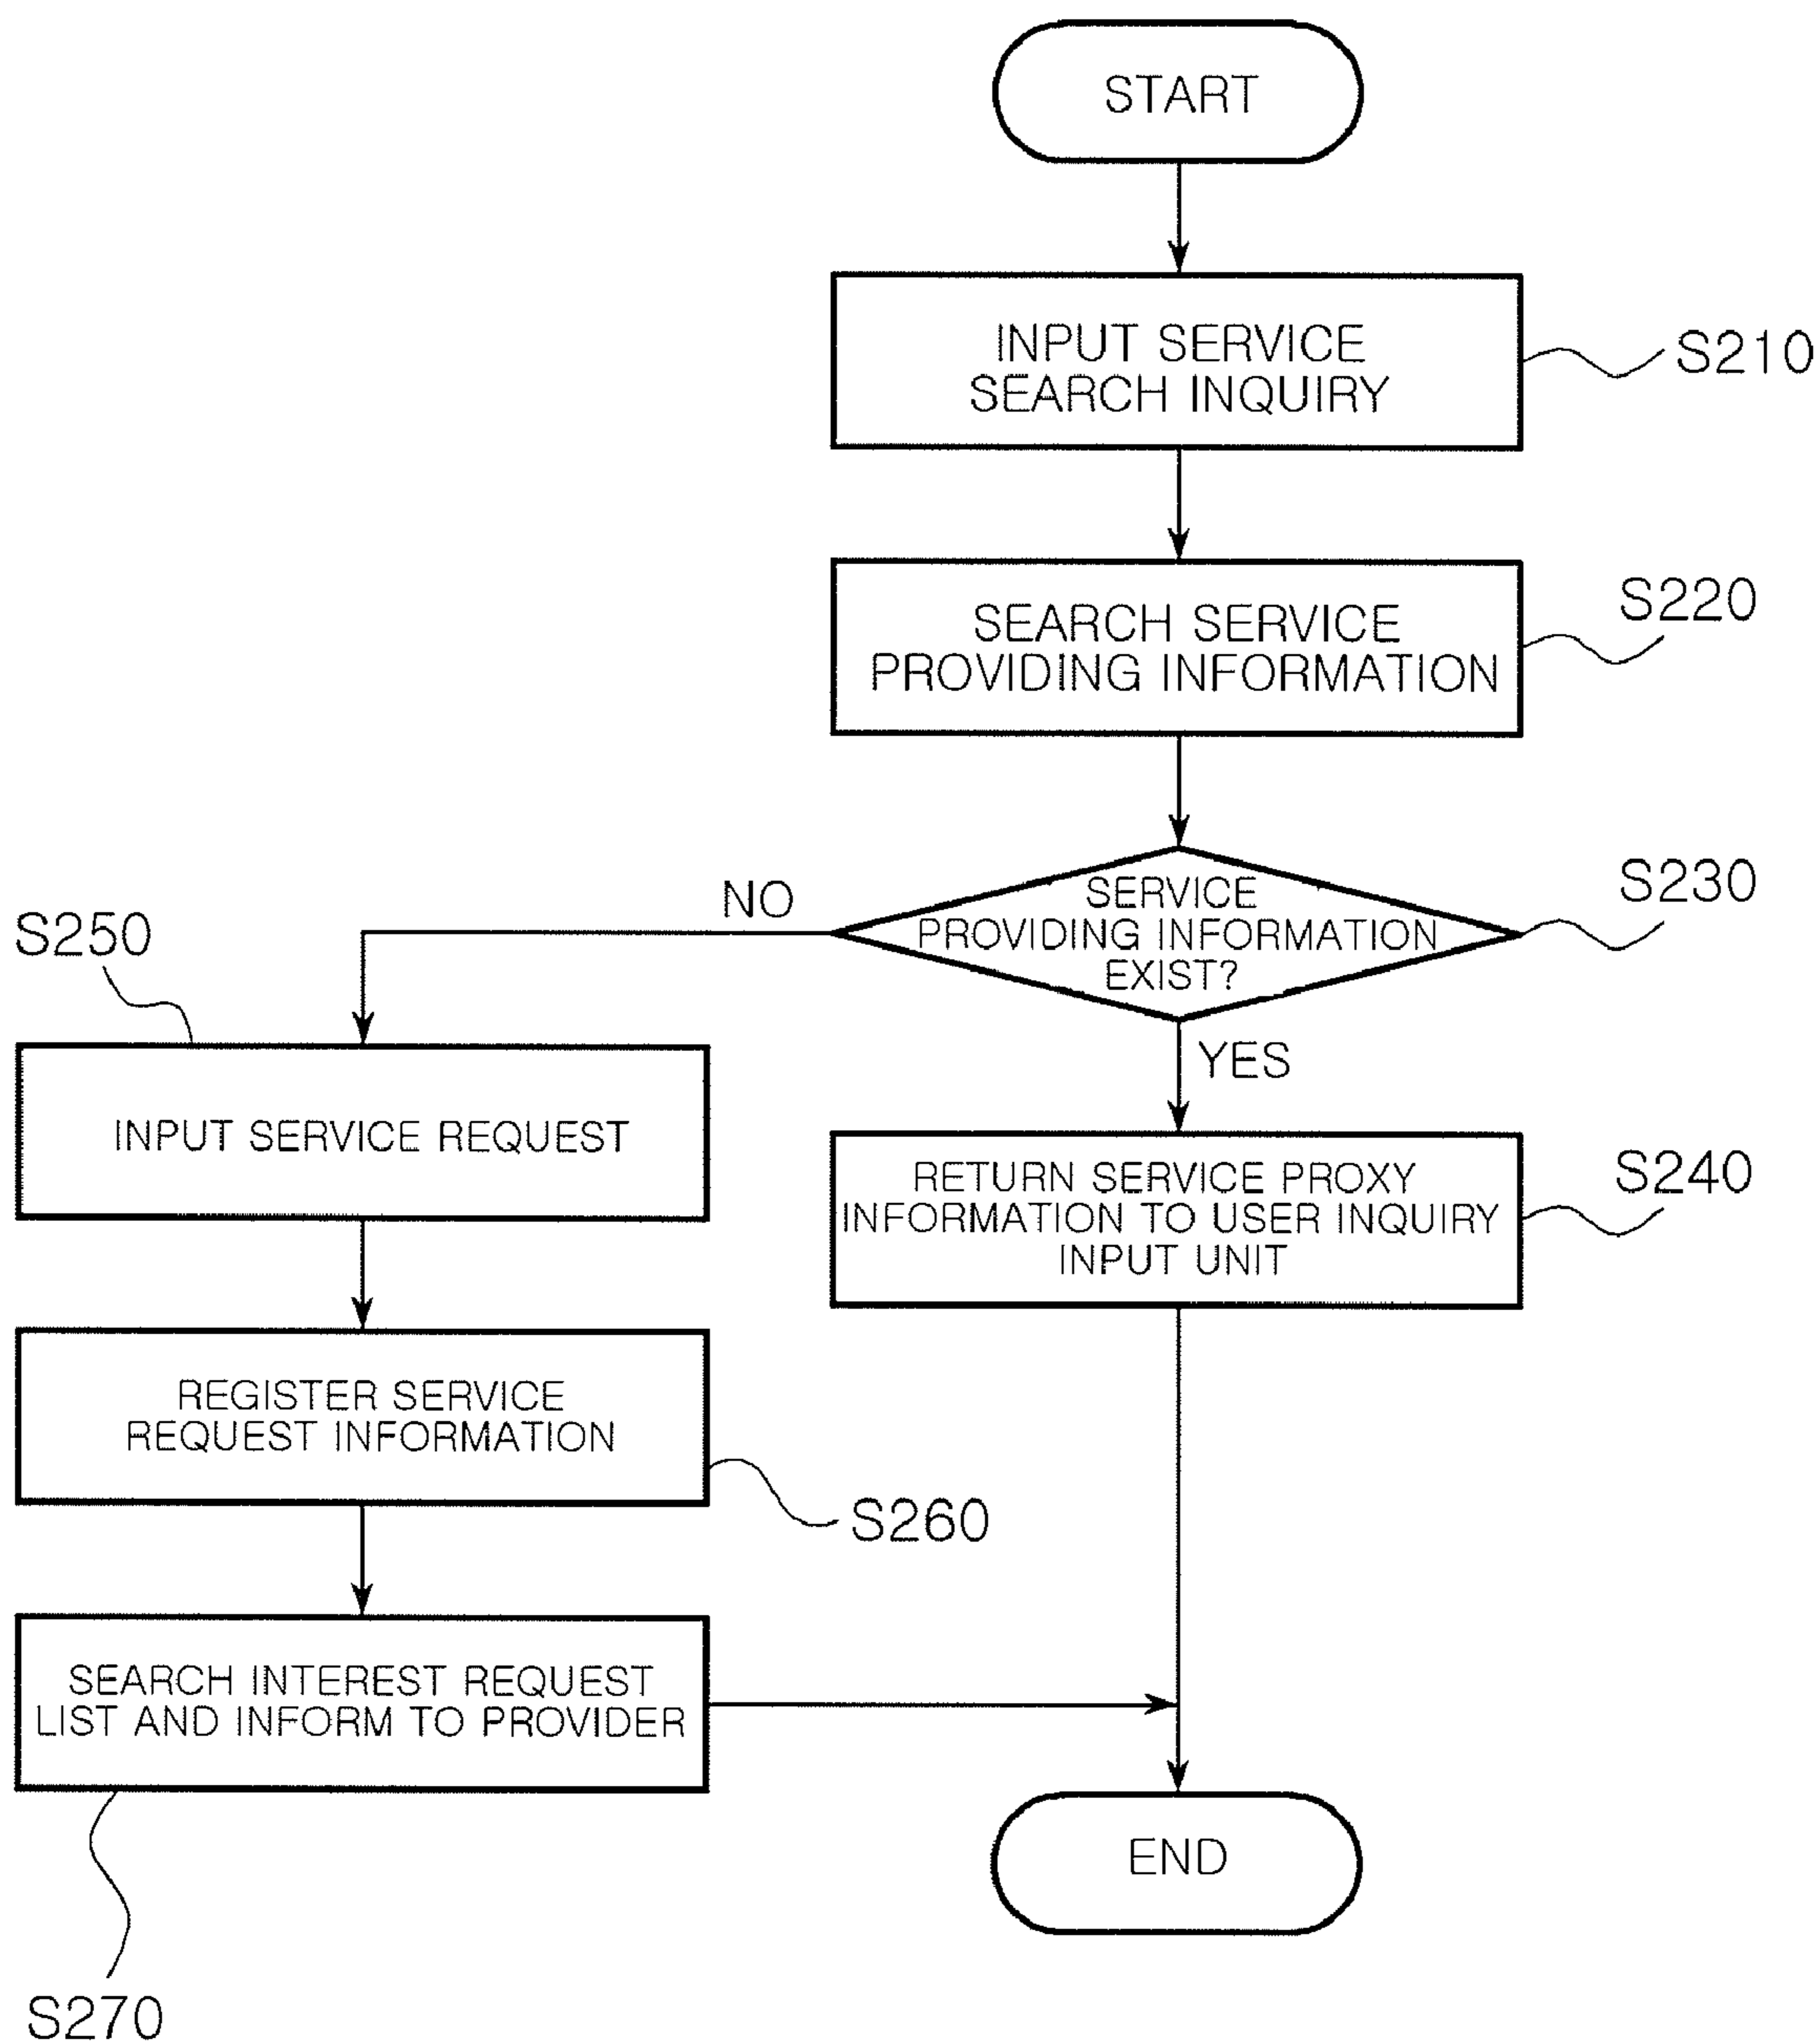 START
INPUT SERVICE
SEARCH INQUIRY
S210
SEARCH SERVICE
PROVIDING INFORMATION
S220
SERVICE
PROVIDING INFORMATION
EXIST?
S230
NO
YES
S250
INPUT SERVICE REQUEST
RETURN SERVICE PROXY
INFORMATION TO USER INQUIRY
INPUT UNIT
S240
REGISTER SERVICE
REQUEST INFORMATION
S260
SEARCH INTEREST REQUEST
LIST AND INFORM TO PROVIDER
S270
END